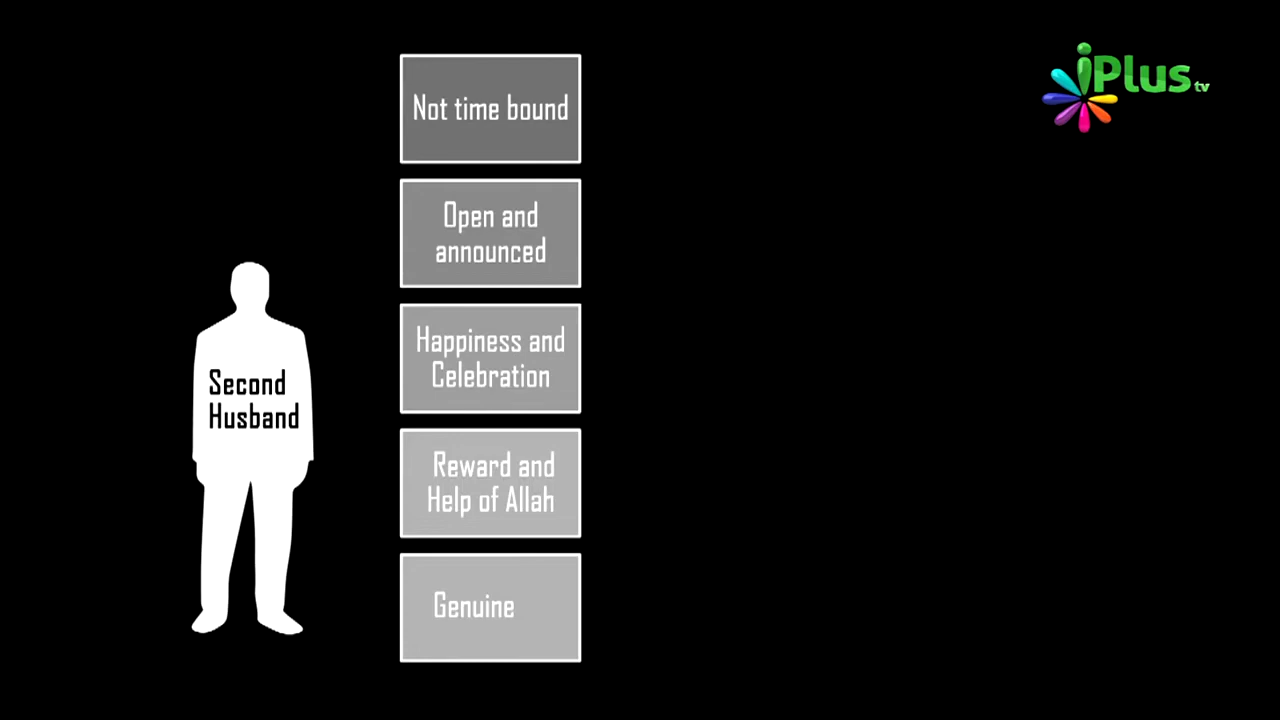 iPlus tv
Not time bound
Open and
announced
Happiness and
Celebration
Second
Husband
Reward and
Help of Allah
Genuine